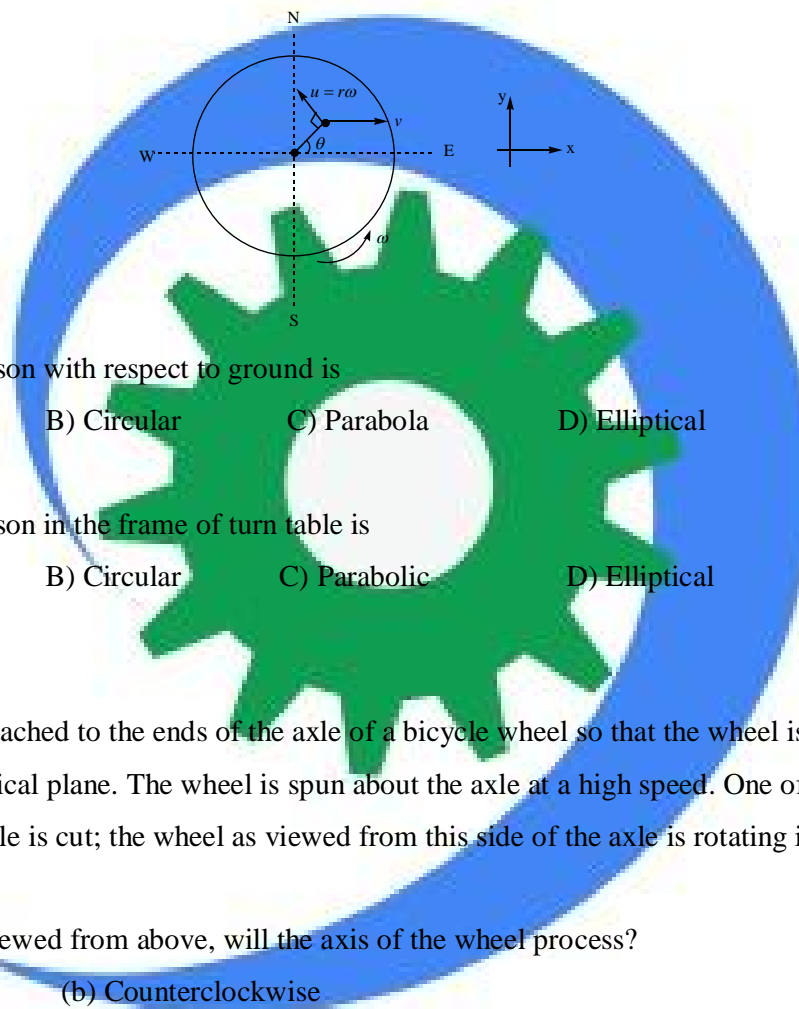 N
u = rω
v
θ
W
E
ω
S
y
x
son with respect to ground is
B) Circular C) Parabola D) Elliptical
son in the frame of turn table is
B) Circular C) Parabolic D) Elliptical
ached to the ends of the axle of a bicycle wheel so that the wheel is
ical plane. The wheel is spun about the axle at a high speed. One of
le is cut; the wheel as viewed from this side of the axle is rotating i
ewed from above, will the axis of the wheel process?
(b) Counterclockwise